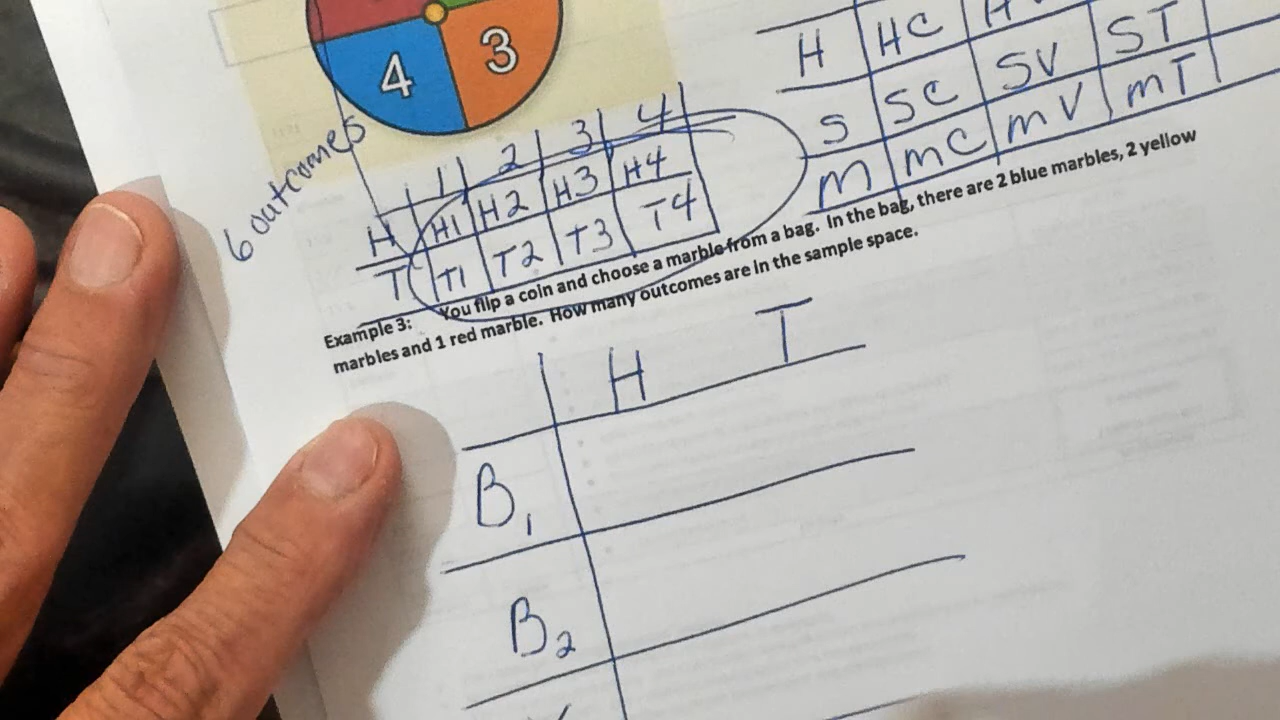 3
4
H HC
S SC SV ST
M MC MV MT
6 outcomes
1 2 3 4
H H1 H2 H3 H4
T T1 T2 T3 T4
Example 3: You flip a coin and choose a marble from a bag. In the bag, there are 2 blue marbles, 2 yellow
marbles and 1 red marble. How many outcomes are in the sample space.
H T
B1
B2